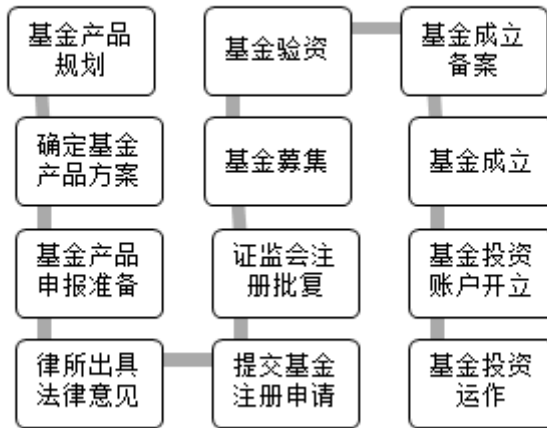 基金产品
规划
确定基金
产品方案
基金产品
申报准备
律所出具
法律意见
提交基金
注册申请
证监会注
册批复
基金募集
基金验资
基金成立
备案
基金成立
基金投资
账户开立
基金投资
运作